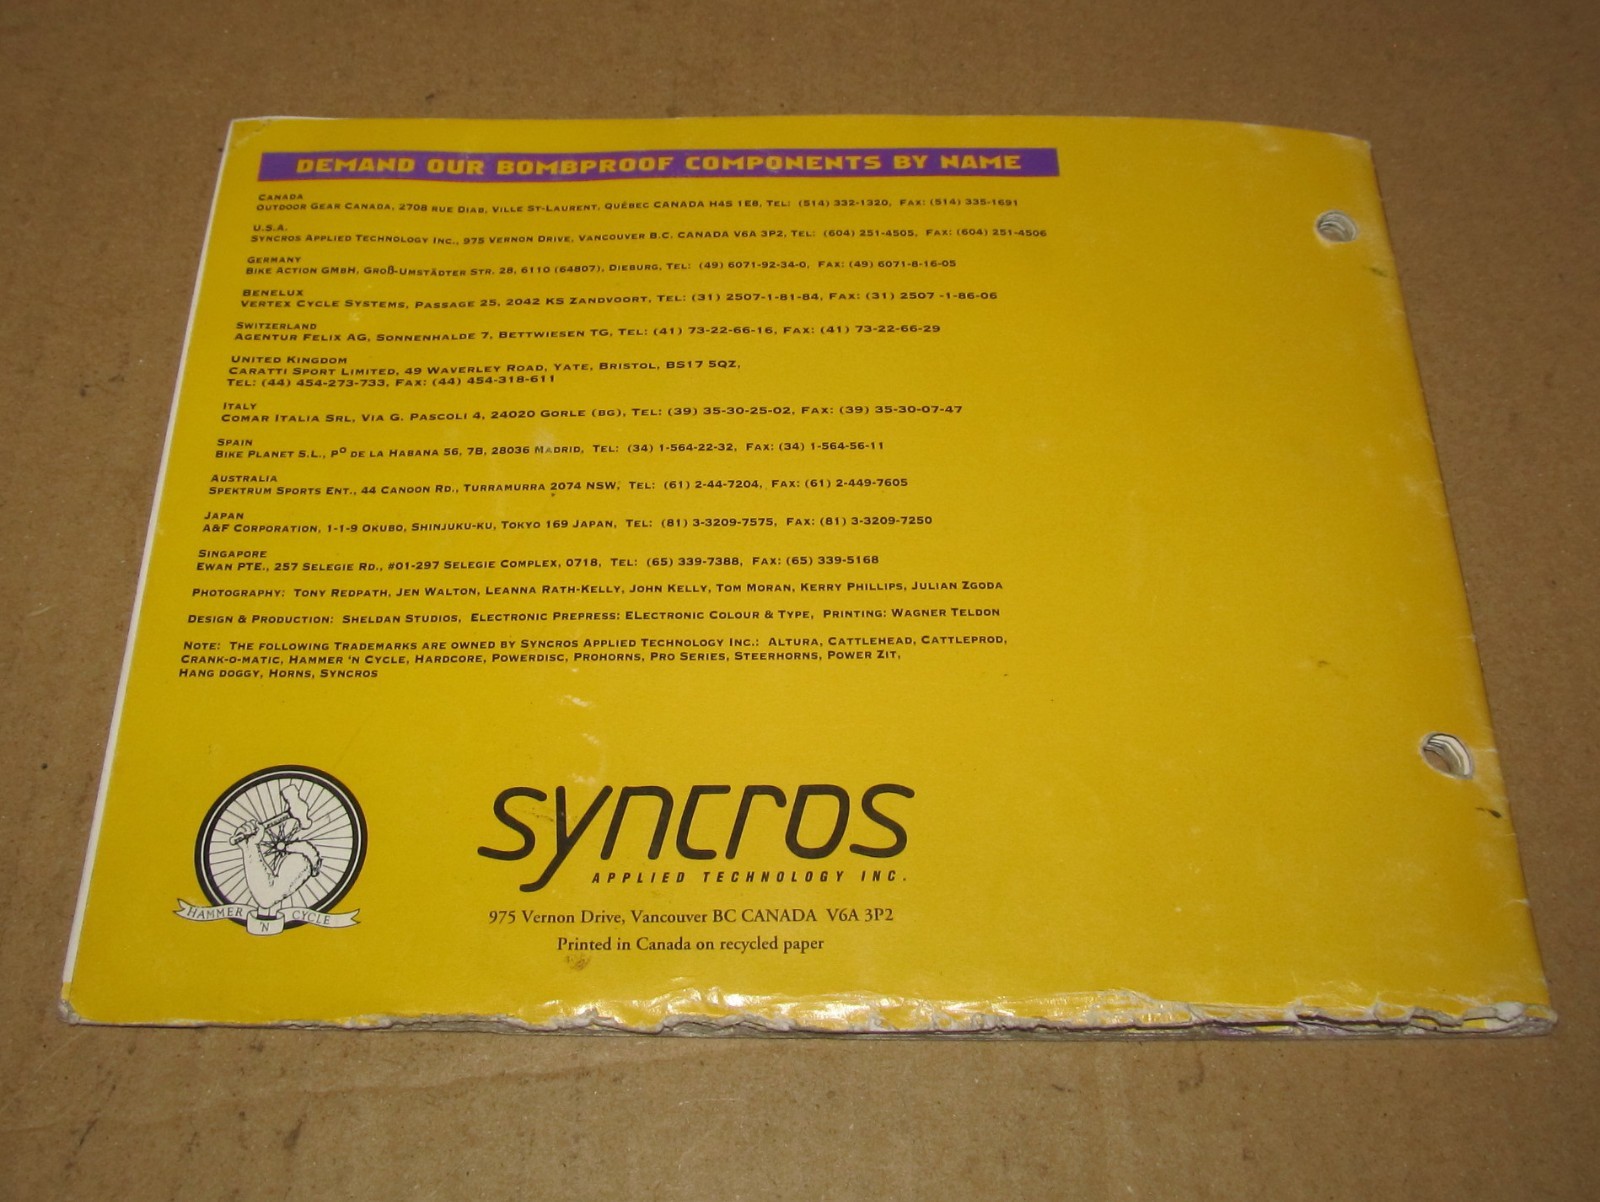 DEMAND OUR BOMBPROOF COMPONENTS BY NAME
CANADA
OUTDOOR GEAR CANADA, 2708 RUE DIAB, VILLE ST-LAURENT, QUÉBEC CANADA H4S 1E8, TEL: (514) 332-1320, FAX: (514) 335-1691
U.S.A.
SYNCROS APPLIED TECHNOLOGY INC., 975 VERNON DRIVE, VANCOUVER B.C. CANADA V6A 3P2, TEL: (604) 251-4505, FAX: (604) 251-4506
GERMANY
BIKE ACTION GMBH, GROß-UMSTÄDTER STR. 28, 6110 (64807), DIEBURG, TEL: (49) 6071-92-34-0, FAX: (49) 6071-8-16-05
BENELUX
VERTEX CYCLE SYSTEMS, PASSAGE 25, 2042 KS ZANDVOORT, TEL: (31) 2507-1-81-84, FAX: (31) 2507 -1-86-06
SWITZERLAND
AGENTUR FELIX AG, SONNENHALDE 7, BETTWIESEN TG, TEL: (41) 73-22-66-16, FAX: (41) 73-22-66-29
UNITED KINGDOM
CARATTI SPORT LIMITED, 49 WAVERLEY ROAD, YATE, BRISTOL, BS17 5QZ,
TEL: (44) 454-273-733, FAX: (44) 454-318-611
ITALY
COMAR ITALIA SRL, VIA G. PASCOLI 4, 24020 GORLE (BG), TEL: (39) 35-30-25-02, FAX: (39) 35-30-07-47
SPAIN
BIKE PLANET S.L., Pº DE LA HABANA 56, 7B, 28036 MADRID, TEL: (34) 1-564-22-32, FAX: (34) 1-564-56-11
AUSTRALIA
SPEKTRUM SPORTS ENT., 44 CANOON RD., TURRAMURRA 2074 NSW, TEL: (61) 2-44-7204, FAX: (61) 2-449-7605
JAPAN
A&F CORPORATION, 1-1-9 OKUBO, SHINJUKU-KU, TOKYO 169 JAPAN, TEL: (81) 3-3209-7575, FAX: (81) 3-3209-7250
SINGAPORE
EWAN PTE., 257 SELEGIE RD., #01-297 SELEGIE COMPLEX, 0718, TEL: (65) 339-7388, FAX: (65) 339-5168
PHOTOGRAPHY: TONY REDPATH, JEN WALTON, LEANNA RATH-KELLY, JOHN KELLY, TOM MORAN, KERRY PHILLIPS, JULIAN ZGODA
DESIGN & PRODUCTION: SHELDAN STUDIOS, ELECTRONIC PREPRESS: ELECTRONIC COLOUR & TYPE, PRINTING: WAGNER TELDON
NOTE: THE FOLLOWING TRADEMARKS ARE OWNED BY SYNCROS APPLIED TECHNOLOGY INC.: ALTURA, CATTLEHEAD, CATTLEPROD,
CRANK-O-MATIC, HAMMER 'N CYCLE, HARDCORE, POWERDISC, PROHORNS, PRO SERIES, STEERHORNS, POWER ZIT,
HANG DOGGY, HORNS, SYNCROS
HAMMER 'N CYCLE
syncros
APPLIED TECHNOLOGY INC.
975 Vernon Drive, Vancouver BC CANADA V6A 3P2
Printed in Canada on recycled paper